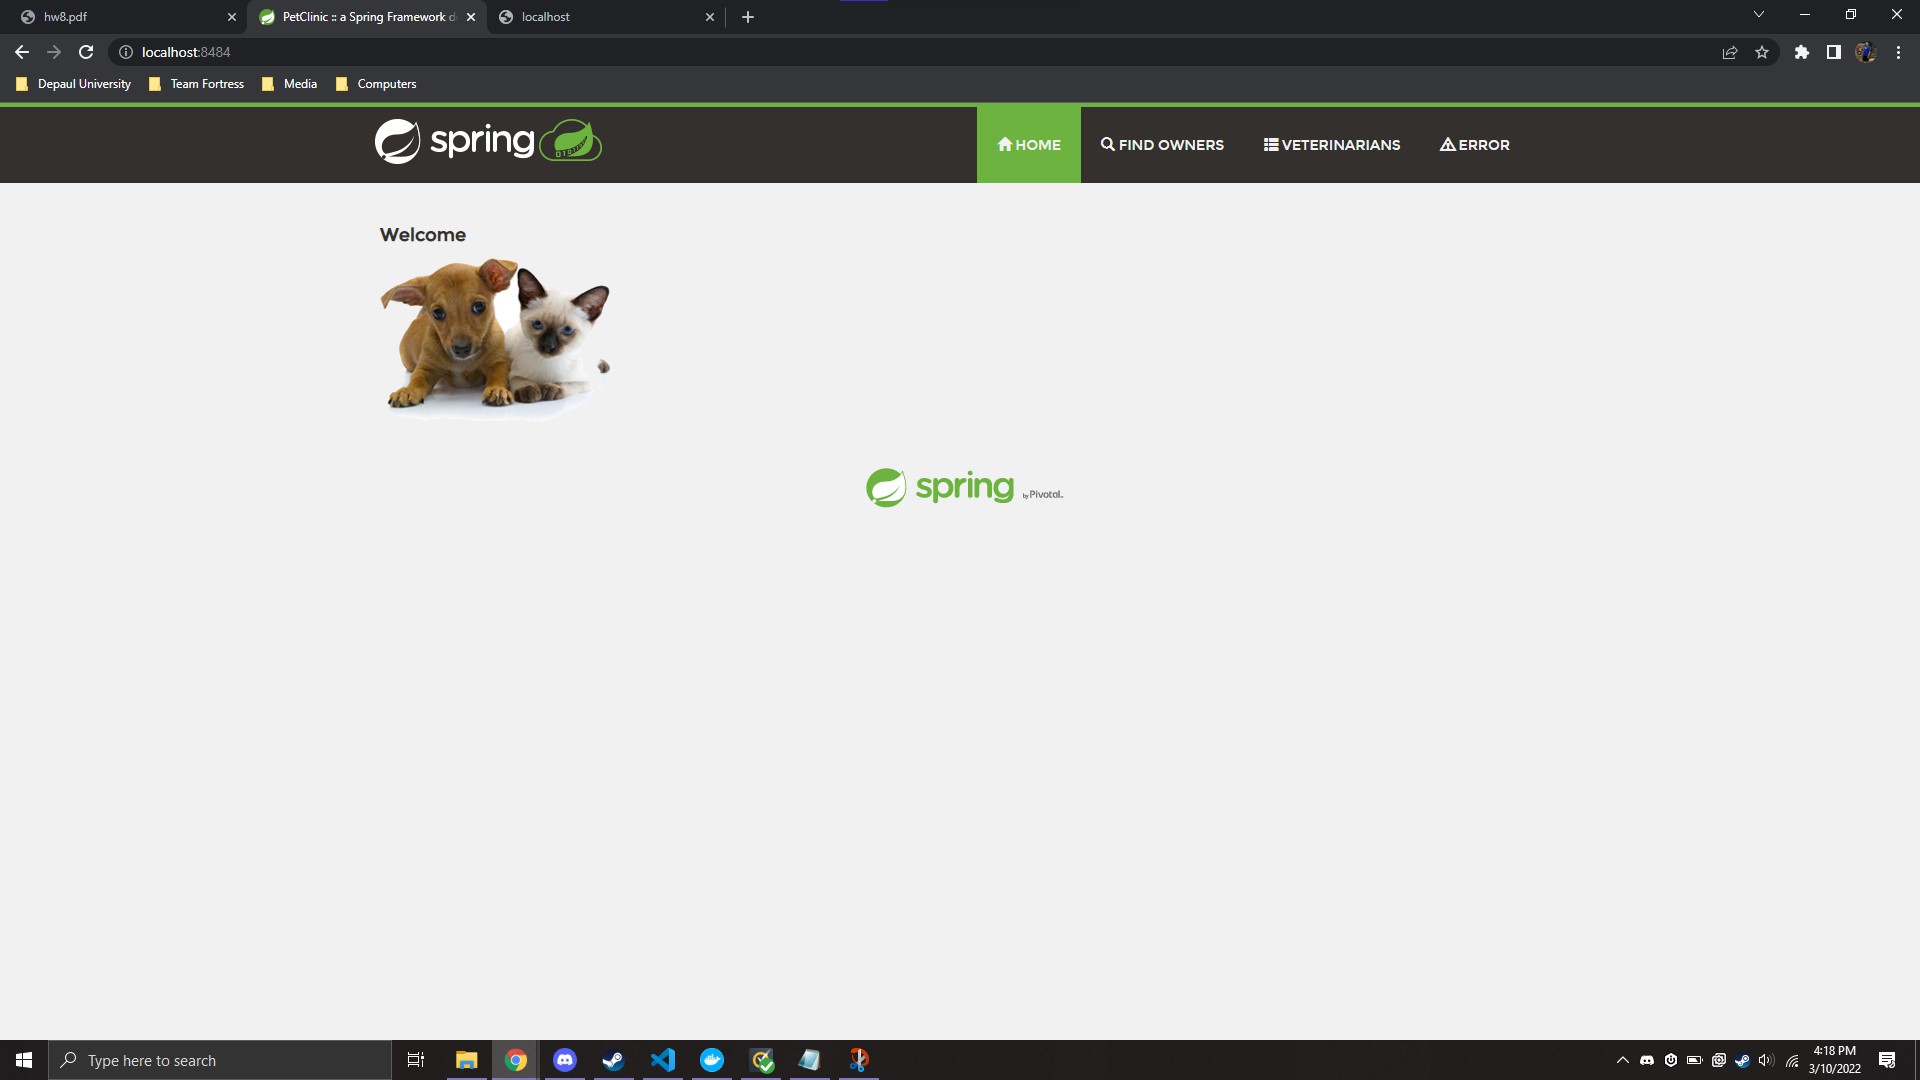 hw8.pdf
PetClinic :: a Spring Framework d
localhost
localhost:8484
Depaul University
Team Fortress
Media
Computers
spring
HOME
FIND OWNERS
VETERINARIANS
ERROR
Welcome
spring by Pivotal.
Type here to search
4:18 PM
3/10/2022